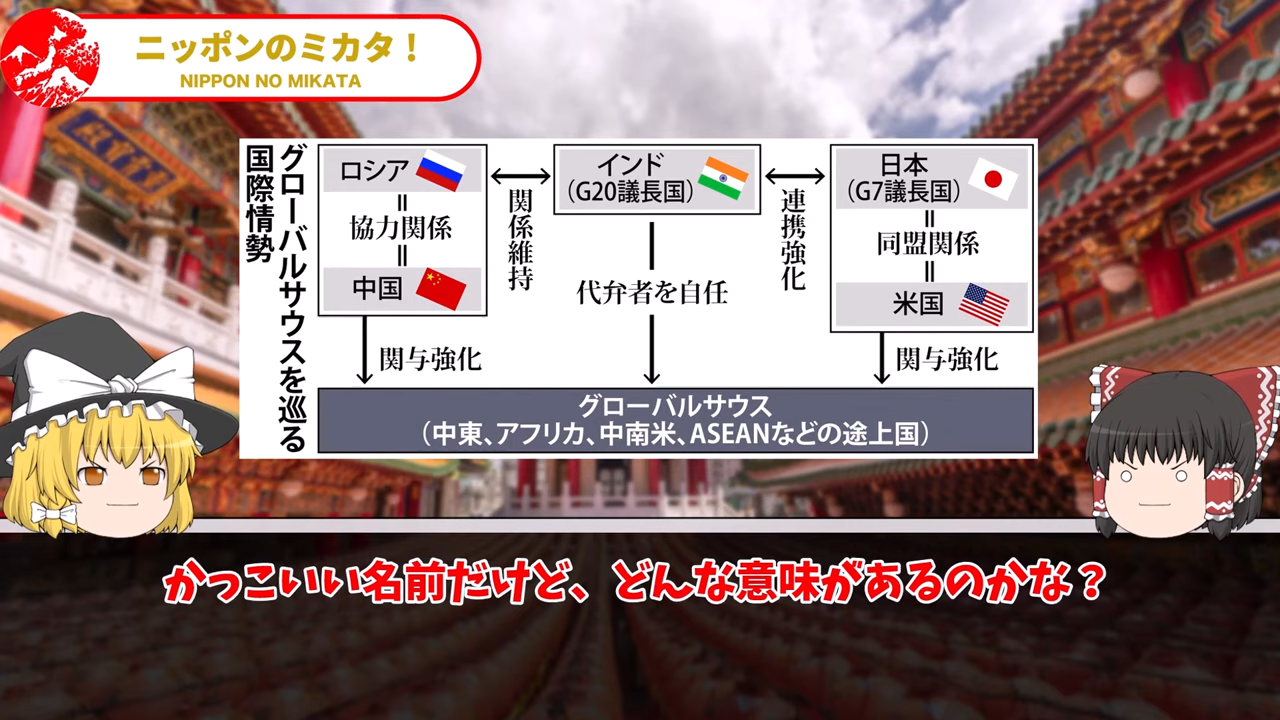 ニッポンのミカタ！
NIPPON NO MIKATA
グローバルサウスを巡る
国際情勢
ロシア
協力関係
中国
関係維持
インド
（G20議長国）
連携強化
日本
（G7議長国）
同盟関係
米国
代弁者を自任
関与強化
関与強化
グローバルサウス
（中東、アフリカ、中南米、ASEANなどの途上国）
かっこいい名前だけど、どんな意味があるのかな？